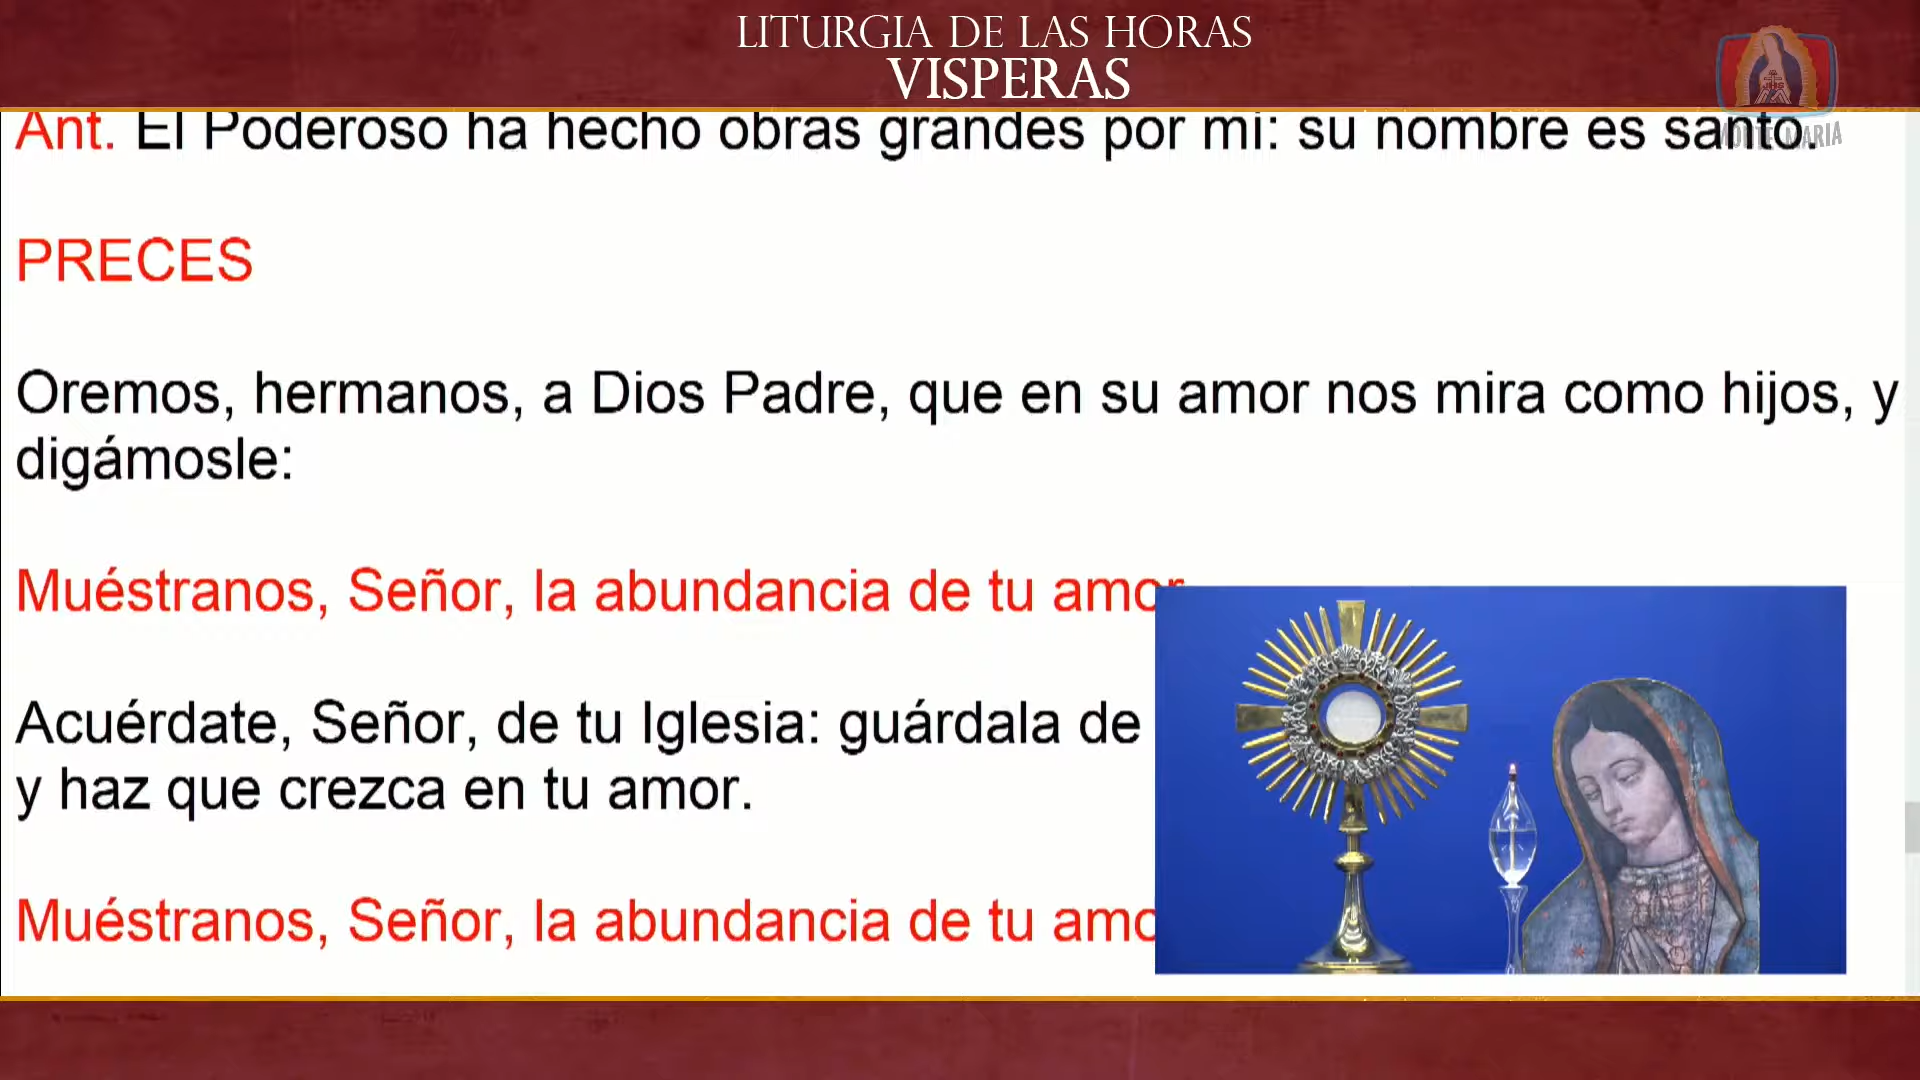 LITURGIA DE LAS HORAS
VISPERAS
MONTE MARIA
Ant. El Poderoso ha hecho obras grandes por mí: su nombre es santo.
PRECES
Oremos, hermanos, a Dios Padre, que en su amor nos mira como hijos, y
digámosle:
Muéstranos, Señor, la abundancia de tu amor.
Acuérdate, Señor, de tu Iglesia: guárdala de
y haz que crezca en tu amor.
Muéstranos, Señor, la abundancia de tu amo